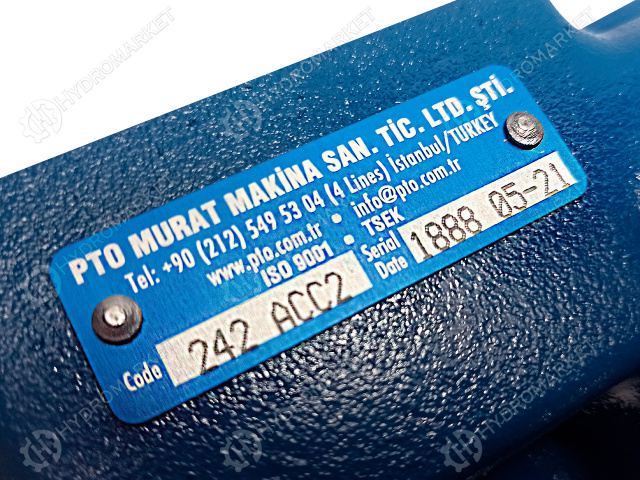 PTO MURAT MAKİNA SAN. TİC. LTD. ŞTİ.
Tel: +90 (212) 549 53 04 (4 Lines) İstanbul/TURKEY
www.pto.com.tr • info@pto.com.tr
ISO 9001 • TSEK
Code 242 ACC2
Serial Date 1888 05-21
HYDROMARKET